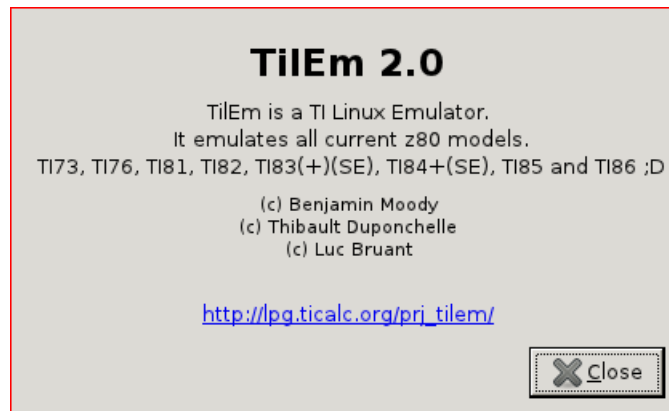 TilEm 2.0
TilEm is a TI Linux Emulator.
It emulates all current z80 models.
TI73, TI76, TI81, TI82, TI83(+)(SE), TI84+(SE), TI85 and TI86 ;D
(c) Benjamin Moody
(c) Thibault Duponchelle
(c) Luc Bruant
http://lpg.ticalc.org/prj_tilem/
Close